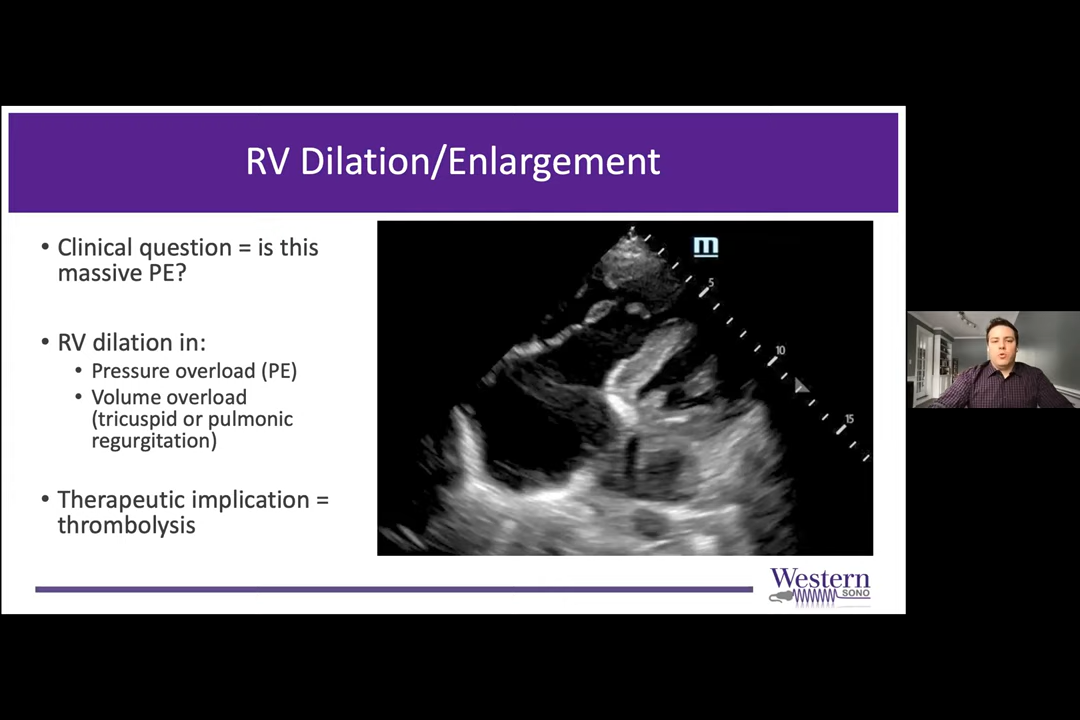 RV Dilation/Enlargement
• Clinical question = is this
massive PE?
• RV dilation in:
• Pressure overload (PE)
• Volume overload
(tricuspid or pulmonic
regurgitation)
• Therapeutic implication =
thrombolysis
m
5
10
15
Western
SONO